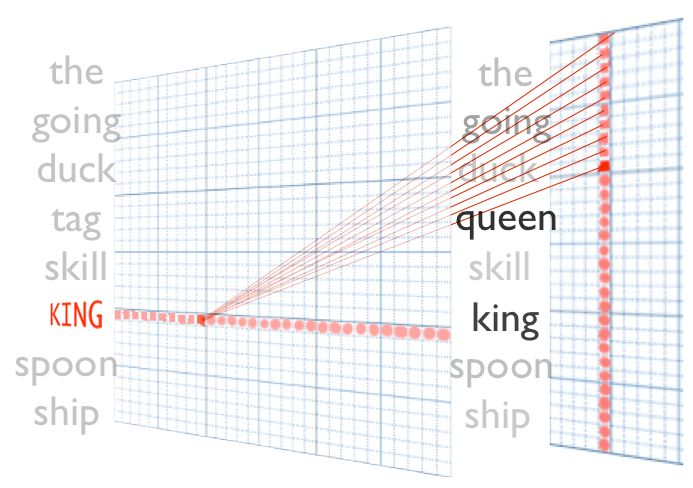 the
going
duck
tag
skill
KING
spoon
ship
the
going
duck
queen
skill
king
spoon
ship